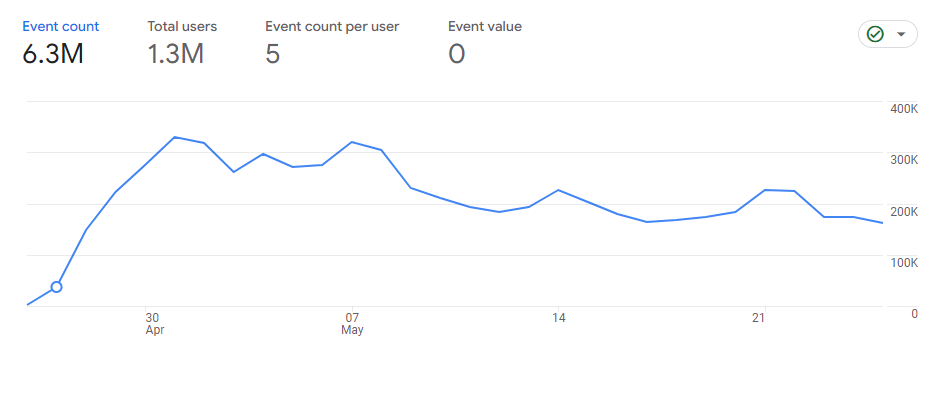 Event count Total users Event count per user Event value
6.3M 1.3M 5 0
400K
300K
200K
100K
0
30 07 14 21
Apr May